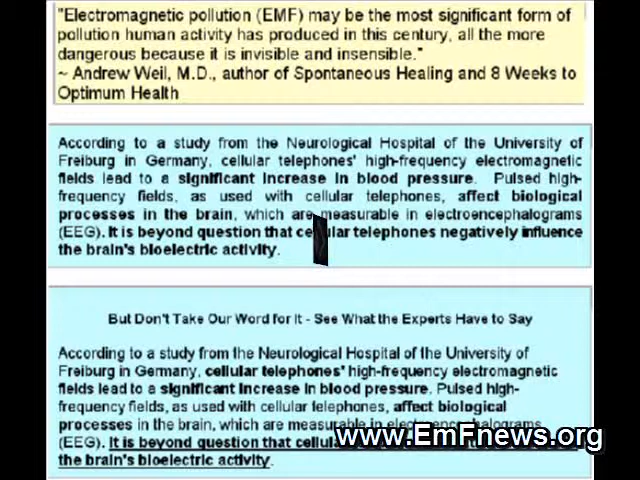 "Electromagnetic pollution (EMF) may be the most significant form of
pollution human activity has produced in this century, all the more
dangerous because it is invisible and insensible."
~ Andrew Weil, M.D., author of Spontaneous Healing and 8 Weeks to
Optimum Health
According to a study from the Neurological Hospital of the University of
Freiburg in Germany, cellular telephones' high-frequency electromagnetic
fields lead to a significant increase in blood pressure. Pulsed high-
frequency fields, as used with cellular telephones, affect biological
processes in the brain, which are measurable in electroencephalograms
(EEG). It is beyond question that cellular telephones negatively influence
the brain's bioelectric activity.
But Don't Take Our Word for It - See What the Experts Have to Say
According to a study from the Neurological Hospital of the University of
Freiburg in Germany, cellular telephones' high-frequency electromagnetic
fields lead to a significant increase in blood pressure. Pulsed high-
frequency fields, as used with cellular telephones, affect biological
processes in the brain, which are measurable in electroencephalograms
(EEG). It is beyond question that
www.EmFnews.org
the brain's bioelectric activity.